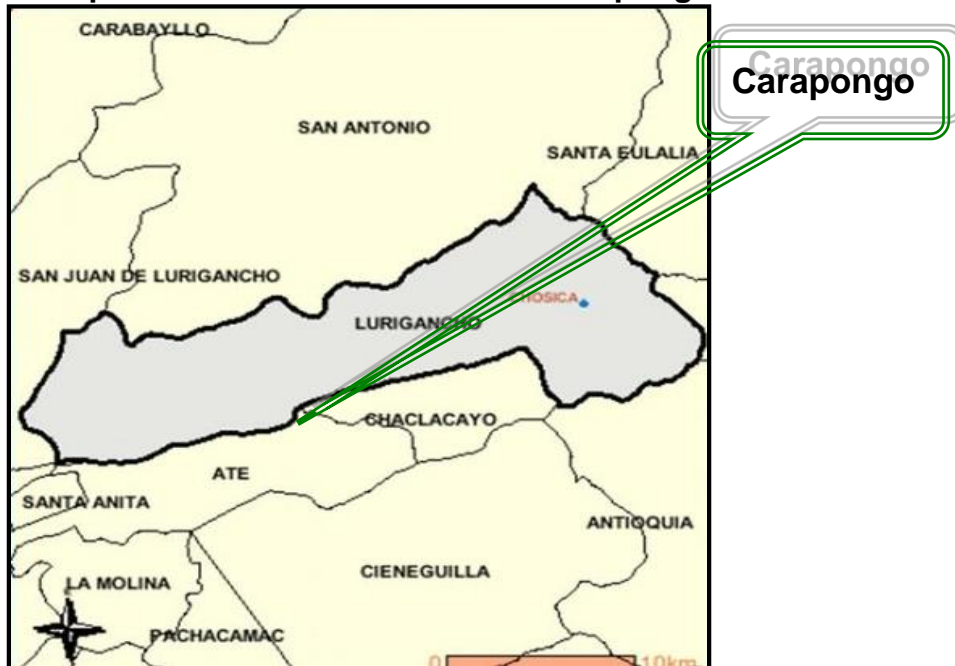 CARABAYLLO
Carapongo
SAN ANTONIO
SANTA EULALIA
SAN JUAN DE LURIGANCHO
CHOSICA
LURIGANCHO
CHACLACAYO
ATE
SANTA ANITA
ANTIOQUIA
CIENEGUILLA
LA MOLINA
PACHACAMAC
0 10km.